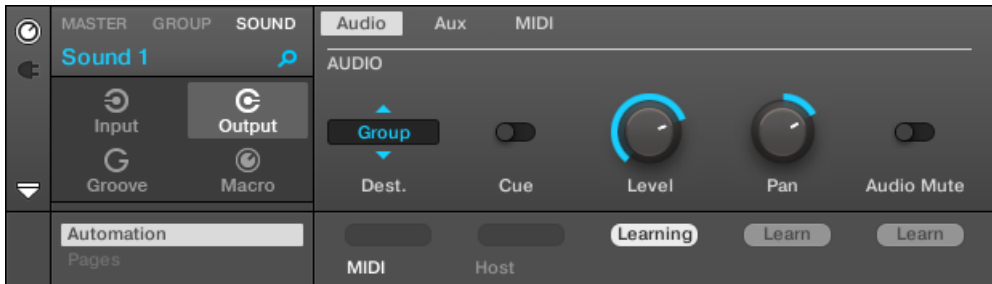 MASTER GROUP SOUND
Sound 1
Input Output
Groove Macro
Automation
Pages
Audio Aux MIDI
AUDIO
Group
Dest. Cue Level Pan Audio Mute
Learning Learn Learn
MIDI Host